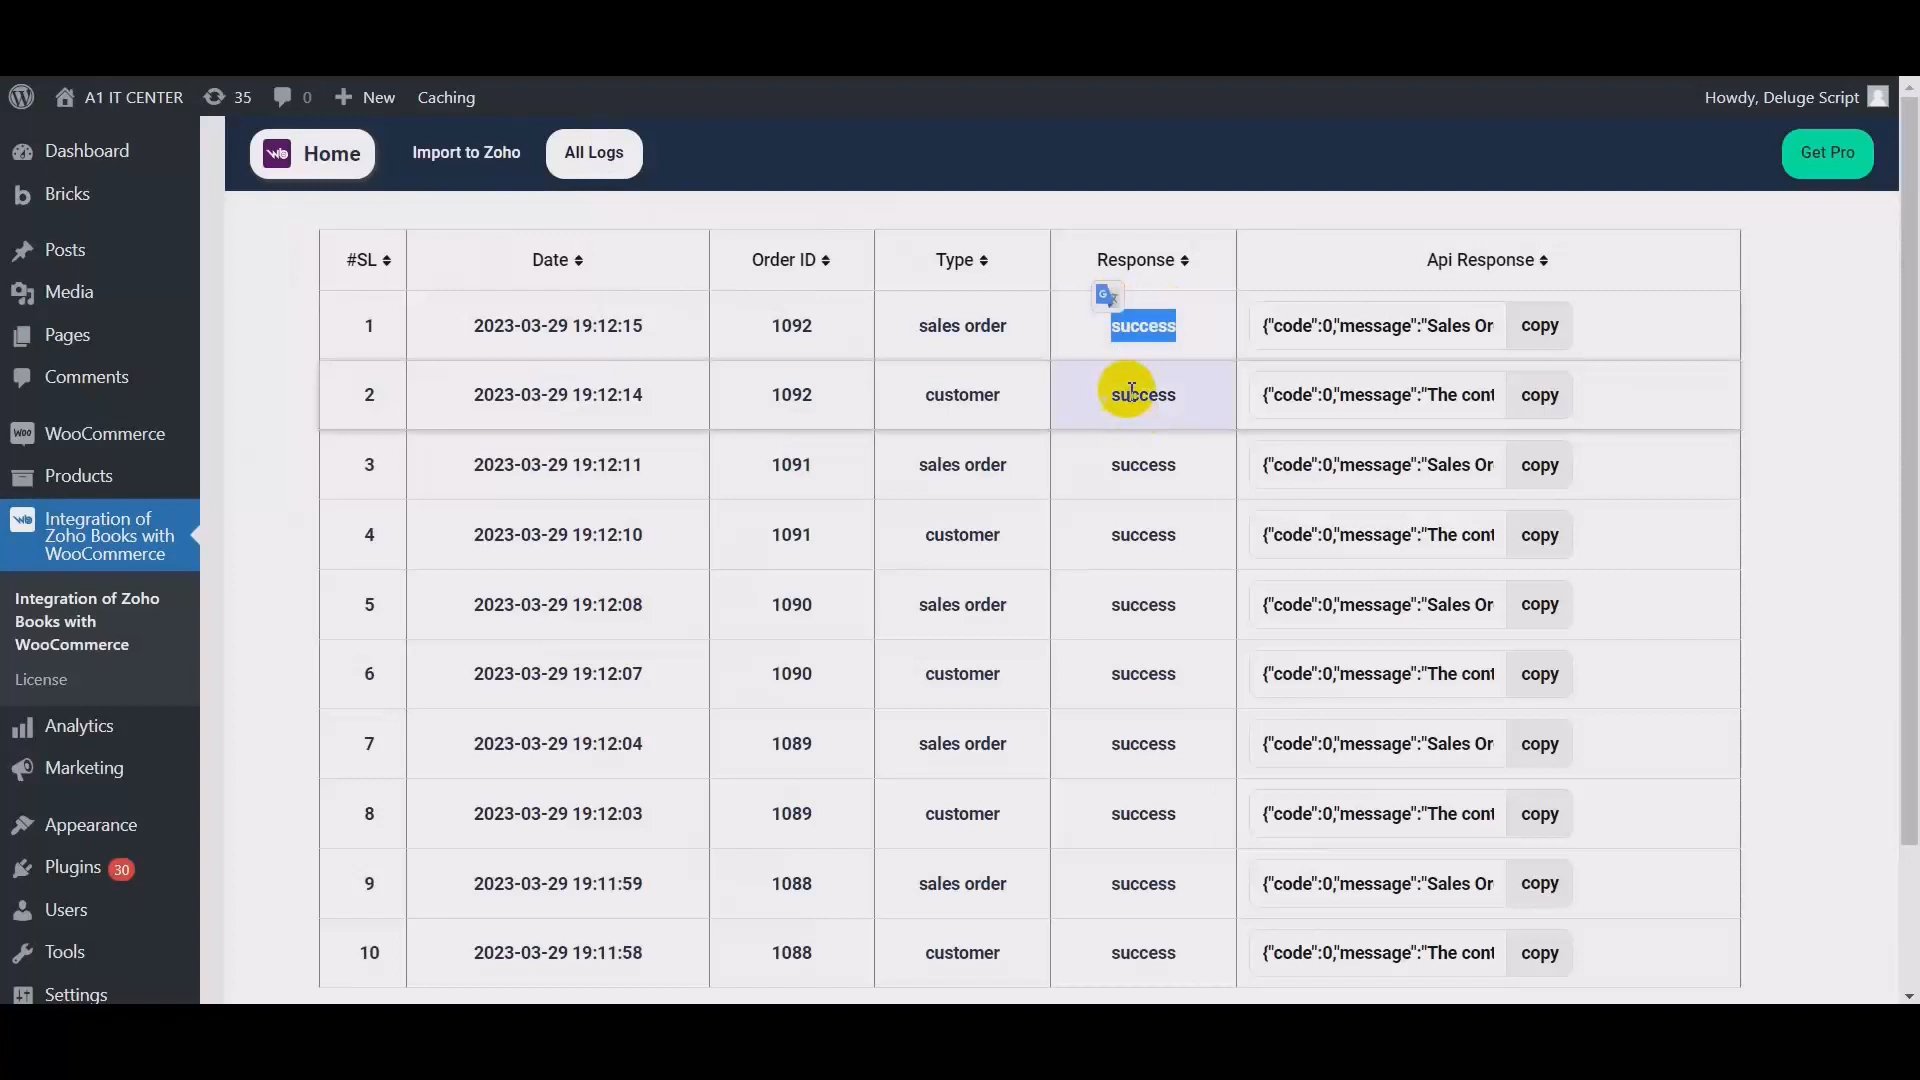 A1 IT CENTER 35 0 New Caching Howdy, Deluge Script
Home Import to Zoho All Logs Get Pro
Dashboard
Bricks
Posts
Media
Pages
Comments
WooCommerce
Products
Integration of
Zoho Books with
WooCommerce
Integration of Zoho
Books with
WooCommerce
License
Analytics
Marketing
Appearance
Plugins 30
Users
Tools
Settings
#SL Date Order ID Type Response Api Response
1 2023-03-29 19:12:15 1092 sales order success {"code":0,"message":"Sales Or copy
2 2023-03-29 19:12:14 1092 customer success {"code":0,"message":"The cont copy
3 2023-03-29 19:12:11 1091 sales order success {"code":0,"message":"Sales Or copy
4 2023-03-29 19:12:10 1091 customer success {"code":0,"message":"The cont copy
5 2023-03-29 19:12:08 1090 sales order success {"code":0,"message":"Sales Or copy
6 2023-03-29 19:12:07 1090 customer success {"code":0,"message":"The cont copy
7 2023-03-29 19:12:04 1089 sales order success {"code":0,"message":"Sales Or copy
8 2023-03-29 19:12:03 1089 customer success {"code":0,"message":"The cont copy
9 2023-03-29 19:11:59 1088 sales order success {"code":0,"message":"Sales Or copy
10 2023-03-29 19:11:58 1088 customer success {"code":0,"message":"The cont copy